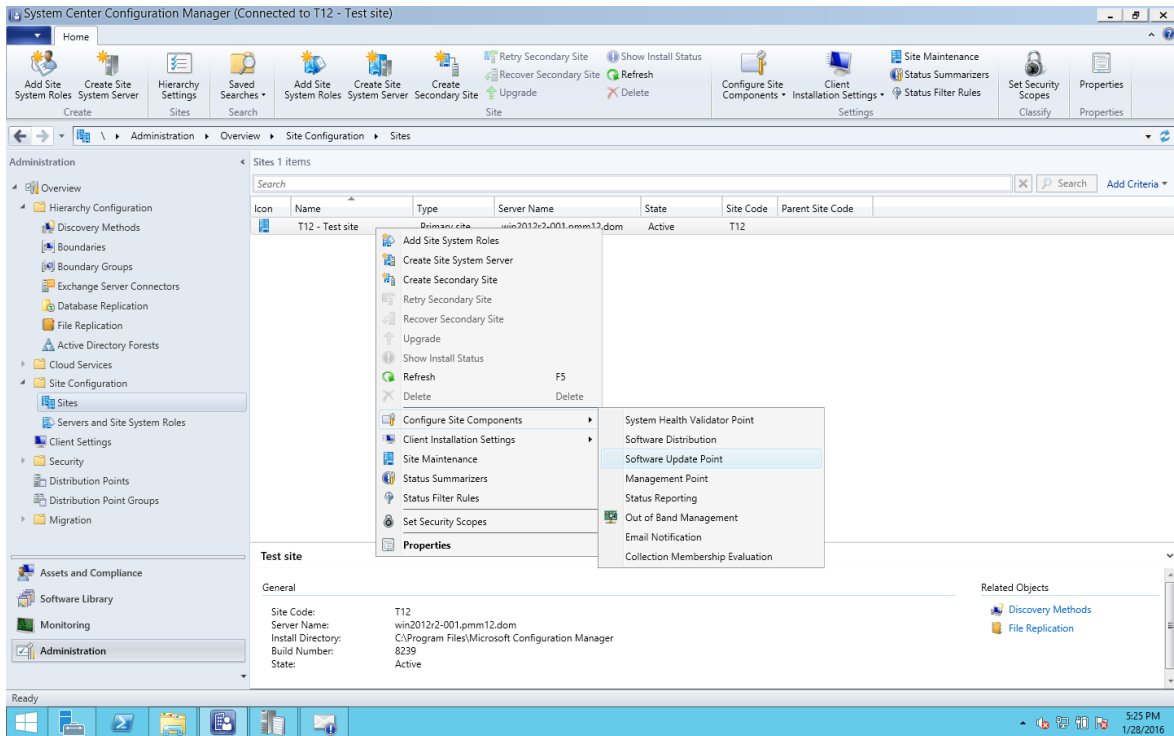 System Center Configuration Manager (Connected to T12 - Test site)
Home
Add Site System Roles
Create Site System Server
Hierarchy Settings
Saved Searches
Add Site System Roles
Create Site System Server
Create Secondary Site
Retry Secondary Site
Recover Secondary Site
Upgrade
Show Install Status
Refresh
Delete
Configure Site Components
Client Installation Settings
Site Maintenance
Status Summarizers
Status Filter Rules
Set Security Scopes
Properties
Create
Sites
Search
Site
Settings
Classify
Properties
\ Administration Overview Site Configuration Sites
Administration
Overview
Hierarchy Configuration
Discovery Methods
Boundaries
Boundary Groups
Exchange Server Connectors
Database Replication
File Replication
Active Directory Forests
Cloud Services
Site Configuration
Sites
Servers and Site System Roles
Client Settings
Security
Distribution Points
Distribution Point Groups
Migration
Assets and Compliance
Software Library
Monitoring
Administration
Sites 1 items
Search
Search
Add Criteria
Icon Name Type Server Name State Site Code Parent Site Code
T12 - Test site Primary site win2012r2-001.pmm12.dom Active T12
Add Site System Roles
Create Site System Server
Create Secondary Site
Retry Secondary Site
Recover Secondary Site
Upgrade
Show Install Status
Refresh F5
Delete Delete
Configure Site Components
Client Installation Settings
Site Maintenance
Status Summarizers
Status Filter Rules
Set Security Scopes
Properties
System Health Validator Point
Software Distribution
Software Update Point
Management Point
Status Reporting
Out of Band Management
Email Notification
Collection Membership Evaluation
Test site
General
Site Code: T12
Server Name: win2012r2-001.pmm12.dom
Install Directory: C:\Program Files\Microsoft Configuration Manager
Build Number: 8239
State: Active
Related Objects
Discovery Methods
File Replication
Ready
5:25 PM
1/28/2016